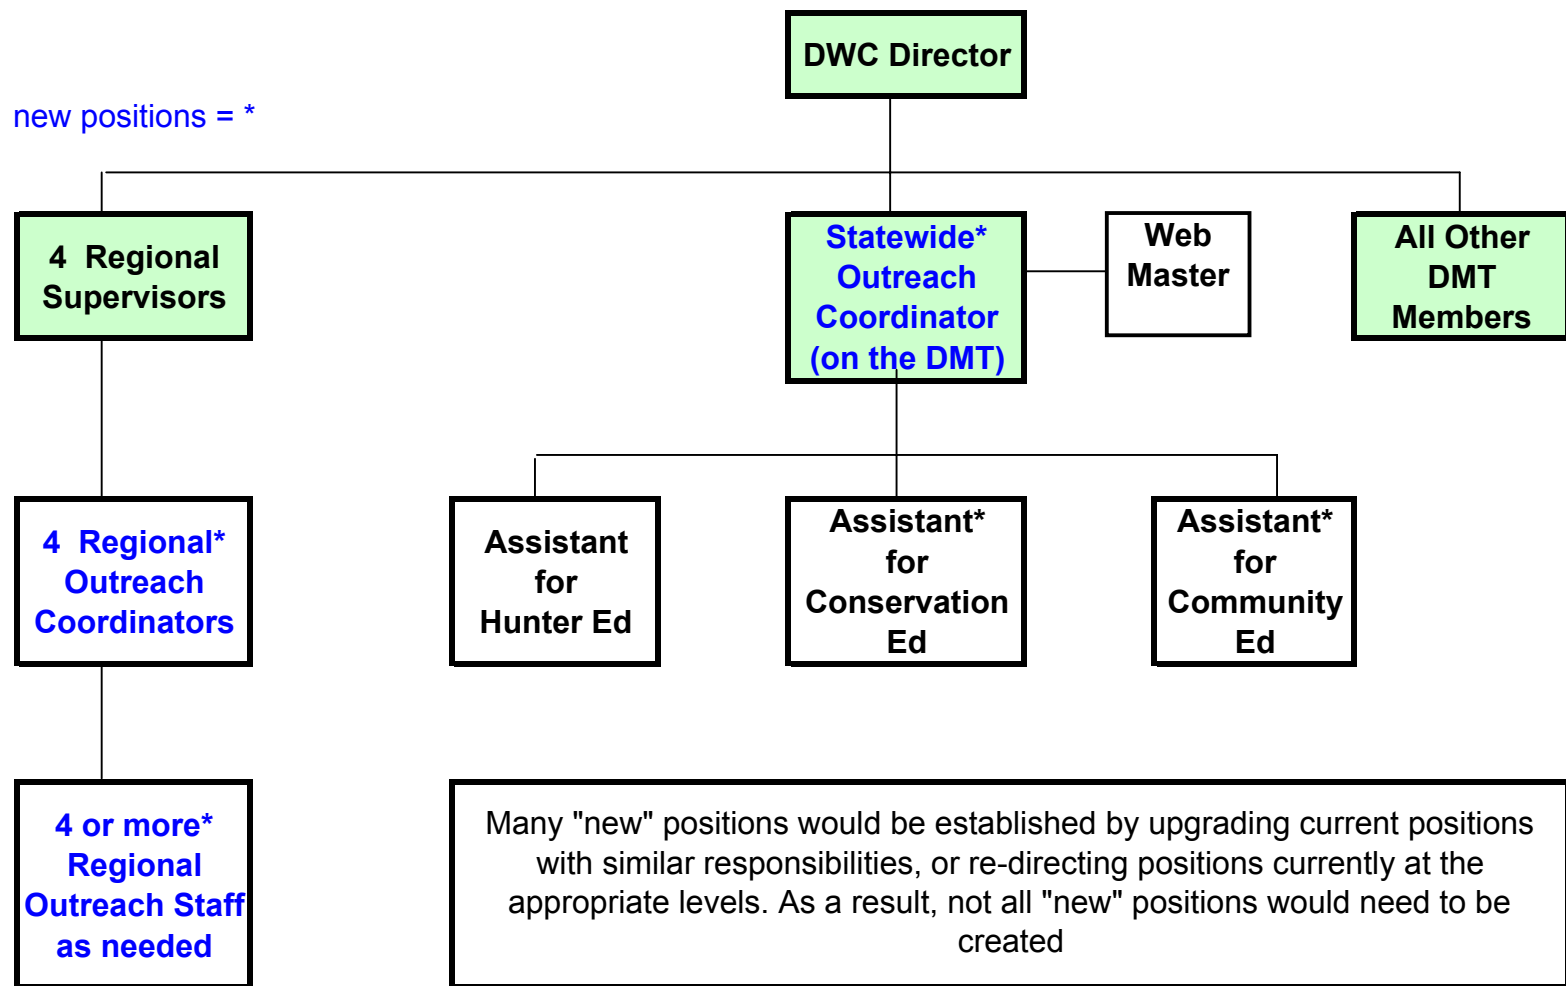 DWC Director
new positions = *
4 Regional
Supervisors
Statewide*
Outreach
Coordinator
(on the DMT)
Web
Master
All Other
DMT
Members
4 Regional*
Outreach
Coordinators
Assistant
for
Hunter Ed
Assistant*
for
Conservation
Ed
Assistant*
for
Community
Ed
4 or more*
Regional
Outreach Staff
as needed
Many "new" positions would be established by upgrading current positions
with similar responsibilities, or re-directing positions currently at the
appropriate levels. As a result, not all "new" positions would need to be
created